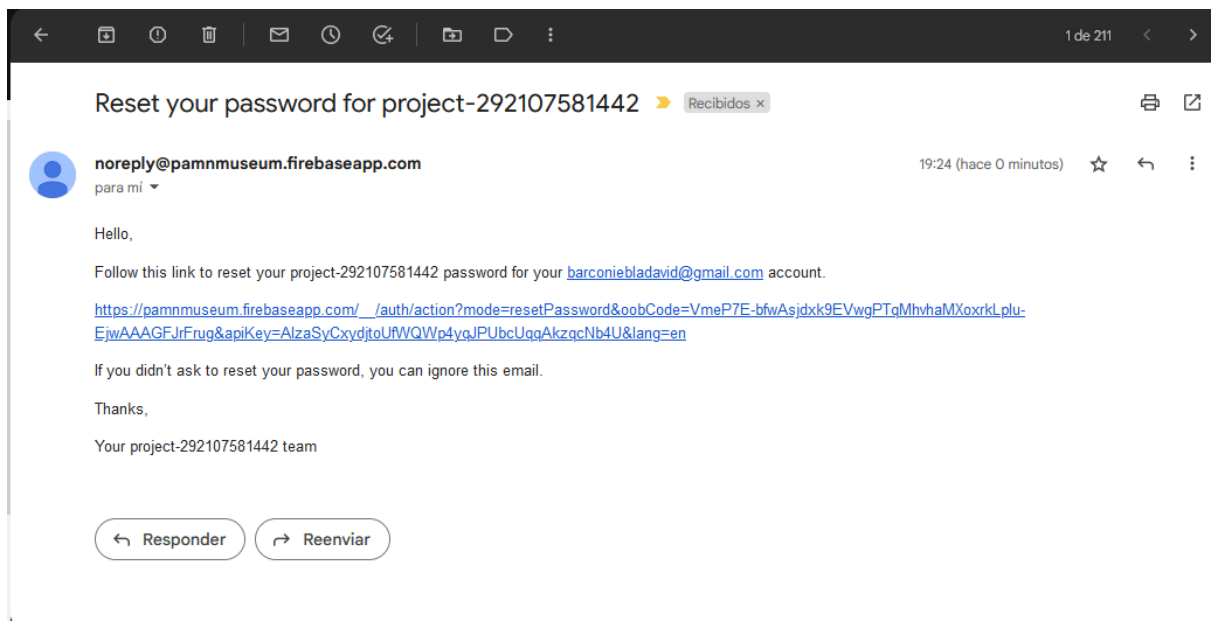 1 de 211
Reset your password for project-292107581442 Recibidos ×
noreply@pamnmuseum.firebaseapp.com 19:24 (hace 0 minutos)
para mí
Hello,
Follow this link to reset your project-292107581442 password for your barconiebladavid@gmail.com account.
https://pamnmuseum.firebaseapp.com/__/auth/action?mode=resetPassword&oobCode=VmeP7E-bfwAsjdxk9EVwgPTqMhvhaMXoxrkLplu-
EjwAAAGFJrFrug&apiKey=AIzaSyCxydjtoUfWQWp4yqJPUbcUqqAkzqcNb4U&lang=en
If you didn't ask to reset your password, you can ignore this email.
Thanks,
Your project-292107581442 team
Responder Reenviar